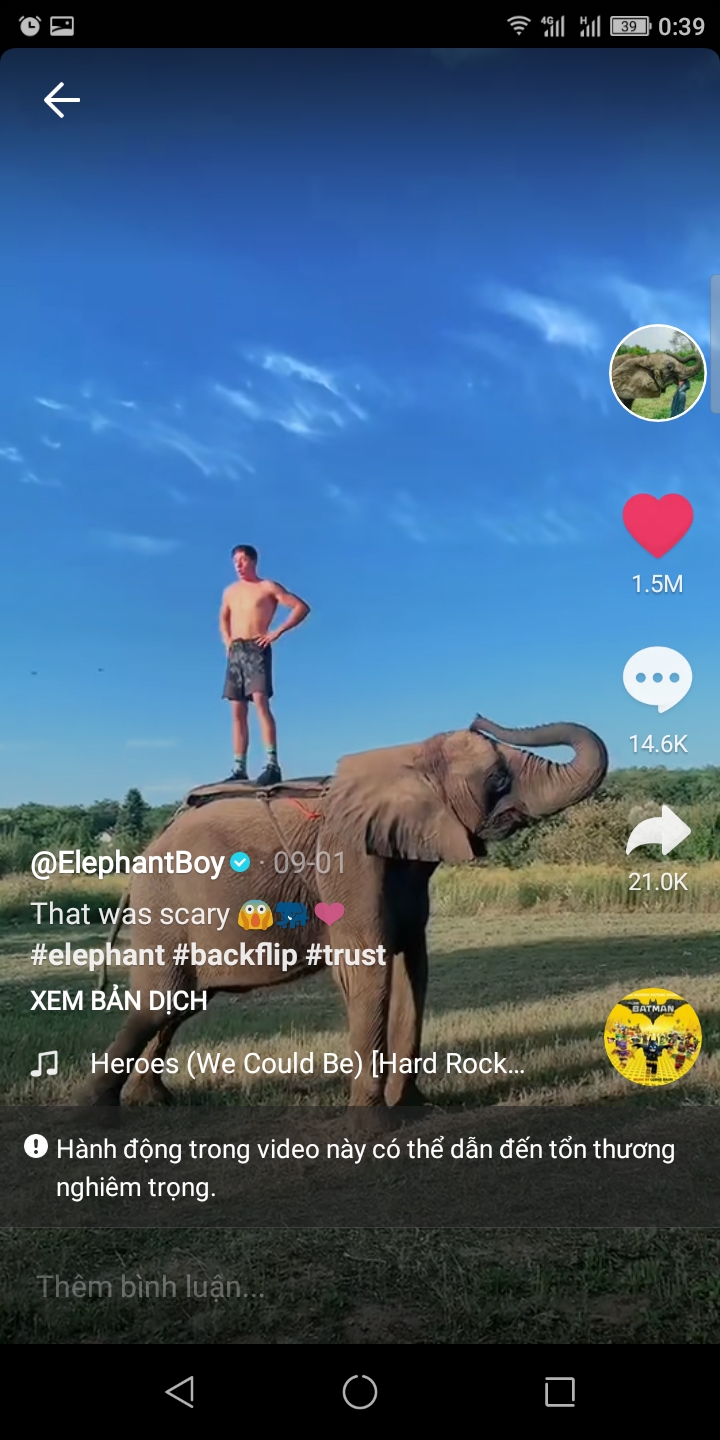 4G H 39 0:39
1.5M
14.6K
21.0K
@ElephantBoy · 09-01
That was scary 😱🐘❤
#elephant #backflip #trust
XEM BẢN DỊCH
Heroes (We Could Be) [Hard Rock...
BATMAN
Hành động trong video này có thể dẫn đến tổn thương
nghiêm trọng.
Thêm bình luận...